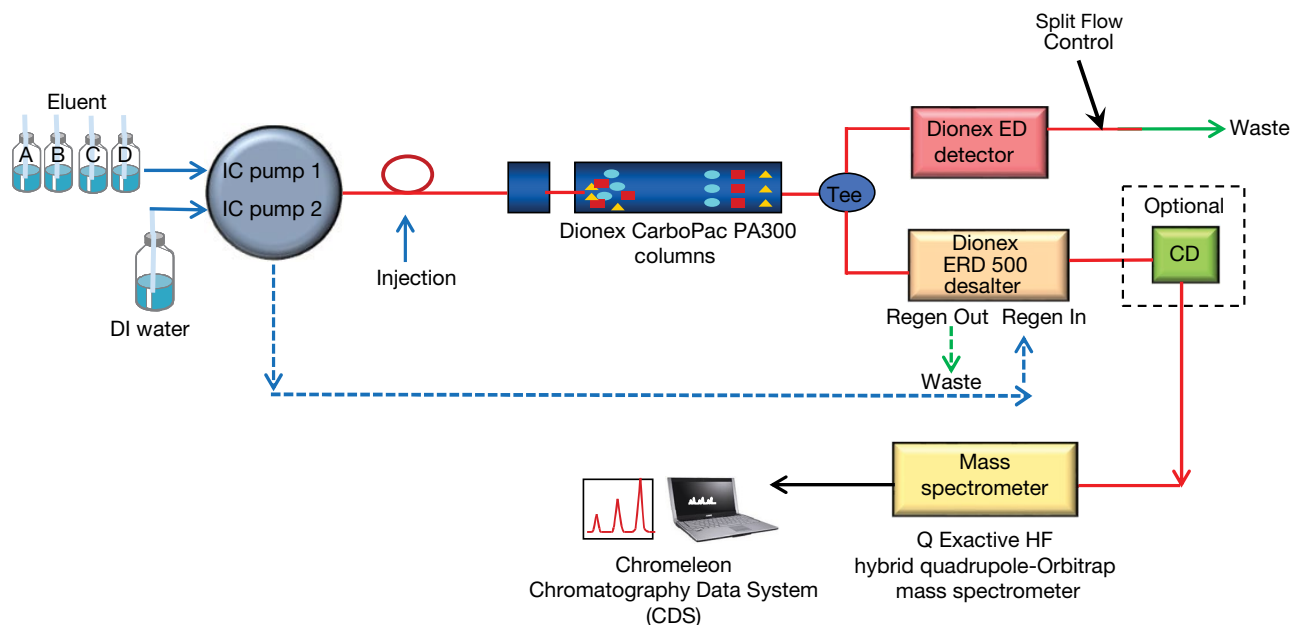 Split Flow
Control
Eluent
A B C D
Dionex ED
detector
Waste
IC pump 1
IC pump 2
Tee
Optional
CD
Dionex CarboPac PA300
columns
Dionex
ERD 500
desalter
Injection
DI water
Regen Out Regen In
Waste
Mass
spectrometer
Q Exactive HF
hybrid quadrupole-Orbitrap
mass spectrometer
Chromeleon
Chromatography Data System
(CDS)